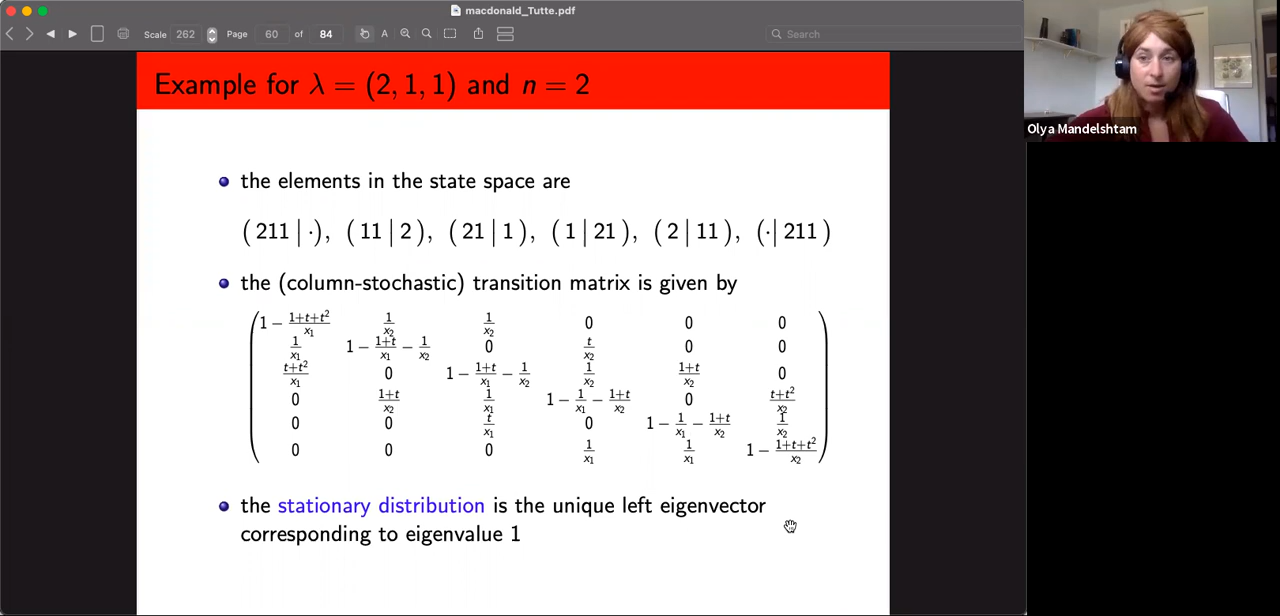 macdonald_Tutte.pdf
Scale 262 Page 60 of 84 A Search
Olya Mandelshtam
Example for λ = (2, 1, 1) and n = 2
the elements in the state space are
( 211 | · ), ( 11 | 2 ), ( 21 | 1 ), ( 1 | 21 ), ( 2 | 11 ), ( · | 211 )
the (column-stochastic) transition matrix is given by
1 − (1+t+t²)/x₁ 1/x₂ 1/x₂ 0 0 0
1/x₁ 1 − (1+t)/x₁ − 1/x₂ 0 t/x₂ 0 0
(t+t²)/x₁ 0 1 − (1+t)/x₁ − 1/x₂ 1/x₂ (1+t)/x₂ 0
0 (1+t)/x₂ 1/x₁ 1 − 1/x₁ − (1+t)/x₂ 0 (t+t²)/x₂
0 0 t/x₁ 0 1 − 1/x₁ − (1+t)/x₂ 1/x₂
0 0 0 1/x₁ 1/x₁ 1 − (1+t+t²)/x₂
the stationary distribution is the unique left eigenvector
corresponding to eigenvalue 1